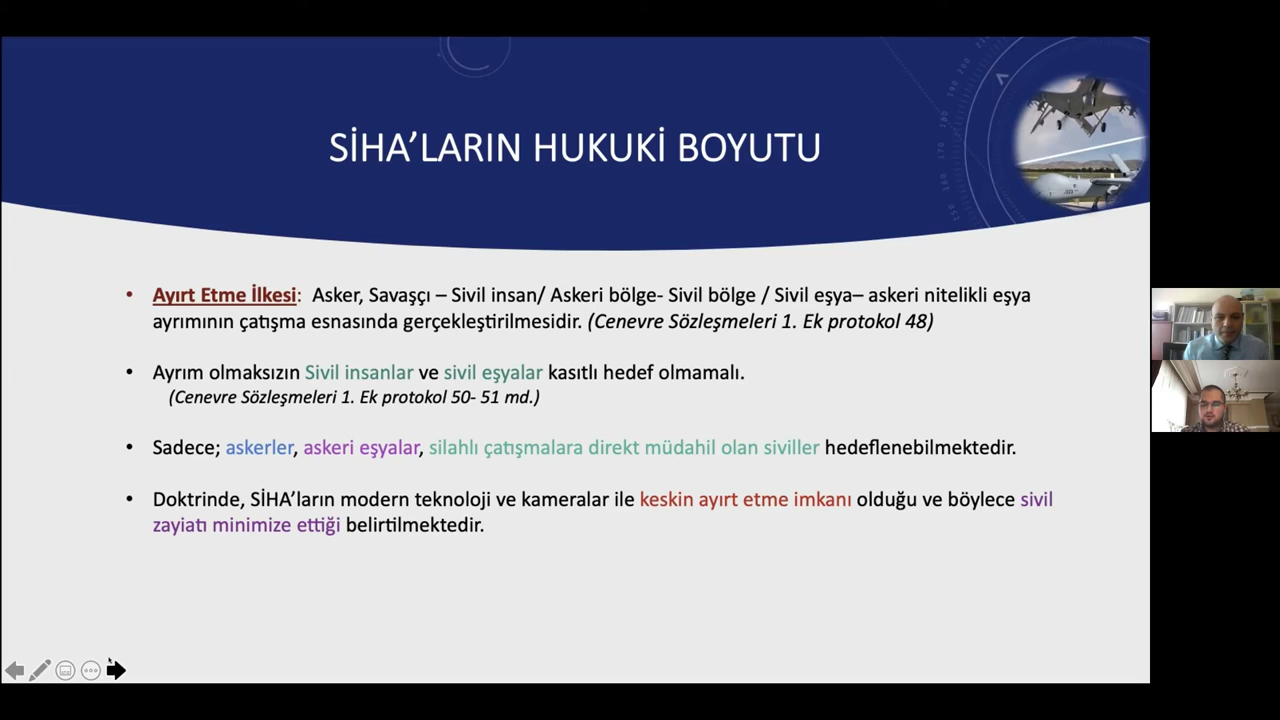 SİHA’LARIN HUKUKİ BOYUTU
• Ayırt Etme İlkesi: Asker, Savaşçı – Sivil insan/ Askeri bölge- Sivil bölge / Sivil eşya– askeri nitelikli eşya
ayrımının çatışma esnasında gerçekleştirilmesidir. (Cenevre Sözleşmeleri 1. Ek protokol 48)
• Ayrım olmaksızın Sivil insanlar ve sivil eşyalar kasıtlı hedef olmamalı.
(Cenevre Sözleşmeleri 1. Ek protokol 50- 51 md.)
• Sadece; askerler, askeri eşyalar, silahlı çatışmalara direkt müdahil olan siviller hedeflenebilmektedir.
• Doktrinde, SİHA’ların modern teknoloji ve kameralar ile keskin ayırt etme imkanı olduğu ve böylece sivil
zayiatı minimize ettiği belirtilmektedir.